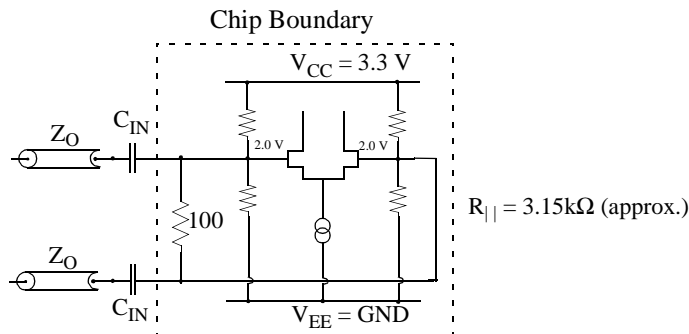 Chip Boundary
V_CC = 3.3 V
C_IN
Z_O
2.0 V
2.0 V
R_|| = 3.15kΩ (approx.)
100
Z_O
C_IN
V_EE = GND